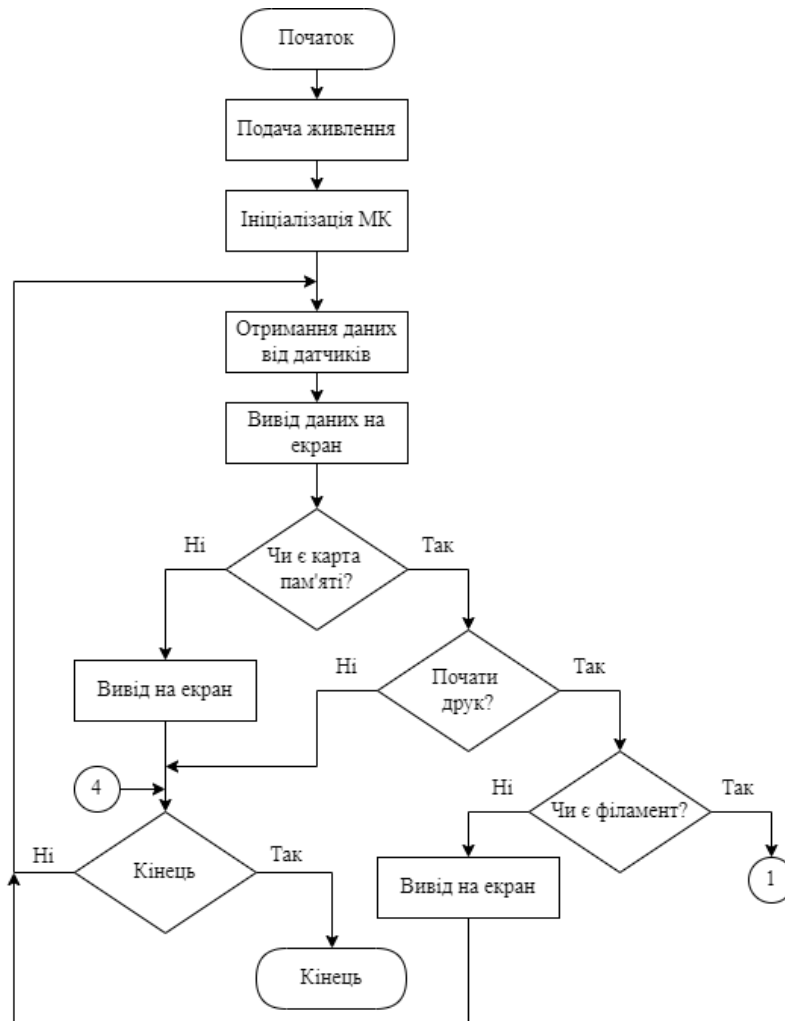 Початок
Подача живлення
Ініціалізація МК
Отримання даних
від датчиків
Вивід даних на
екран
Ні
Чи є карта
пам'яті?
Так
Вивід на екран
Ні
Почати
друк?
Так
4
Ні
Чи є філамент?
Так
Ні
Кінець
Так
Вивід на екран
1
Кінець